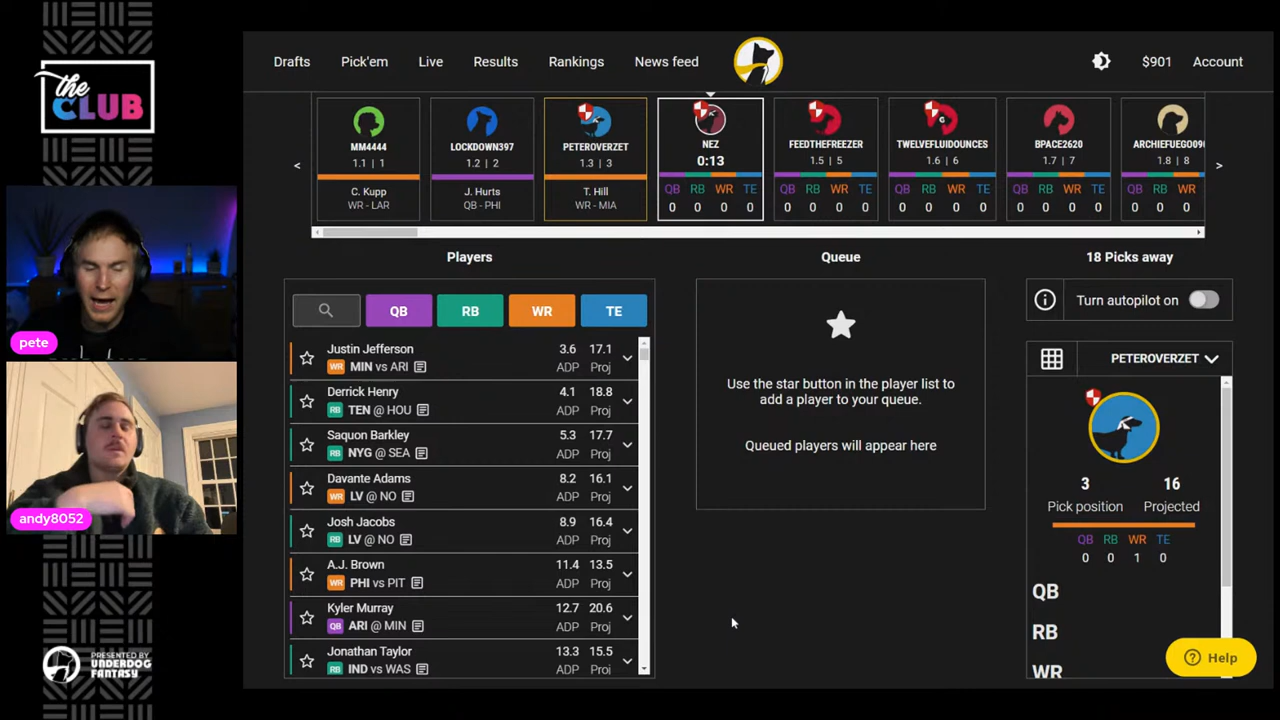 the
CLUB
Drafts
Pick'em
Live
Results
Rankings
News feed
$901
Account
<
MM4444
1.1 | 1
C. Kupp
WR - LAR
LOCKDOWN397
1.2 | 2
J. Hurts
QB - PHI
PETEROVERZET
1.3 | 3
T. Hill
WR - MIA
NEZ
0:13
QB RB WR TE
0 0 0 0
FEEDTHEFREEZER
1.5 | 5
QB RB WR TE
0 0 0 0
TWELVEFLUIDOUNCES
1.6 | 6
QB RB WR TE
0 0 0 0
BPACE2620
1.7 | 7
QB RB WR TE
0 0 0 0
ARCHIEFUEGO09
1.8 | 8
QB RB WR
0 0 0
>
Players
QB
RB
WR
TE
Justin Jefferson 3.6 17.1
WR MIN vs ARI ADP Proj
Derrick Henry 4.1 18.8
RB TEN @ HOU ADP Proj
Saquon Barkley 5.3 17.7
RB NYG @ SEA ADP Proj
Davante Adams 8.2 16.1
WR LV @ NO ADP Proj
Josh Jacobs 8.9 16.4
RB LV @ NO ADP Proj
A.J. Brown 11.4 13.5
WR PHI vs PIT ADP Proj
Kyler Murray 12.7 20.6
QB ARI @ MIN ADP Proj
Jonathan Taylor 13.3 15.5
RB IND vs WAS ADP Proj
Queue
Use the star button in the player list to
add a player to your queue.
Queued players will appear here
18 Picks away
Turn autopilot on
PETEROVERZET
3 16
Pick position Projected
QB RB WR TE
0 0 1 0
QB
RB
WR
Help
pete
andy8052
PRESENTED BY
UNDERDOG
FANTASY